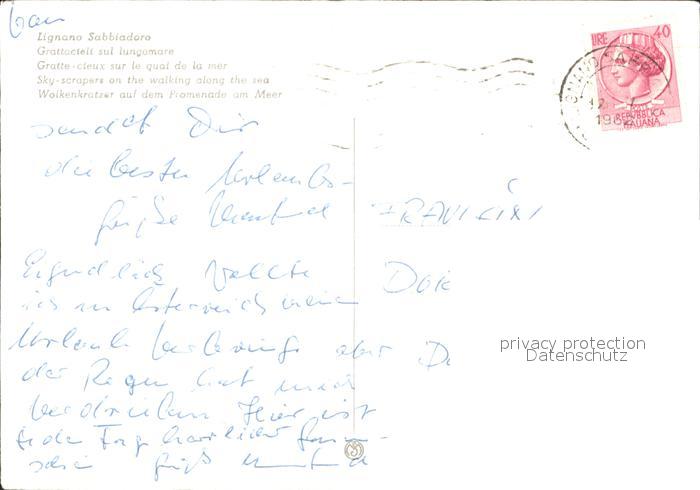 Von
Lignano Sabbiadoro
Grattacieli sul lungomare
Gratte-cieux sur le quai de la mer
Sky-scrapers on the walking along the sea
Wolkenkratzer auf dem Promenade am Meer
LIRE 40
REPUBBLICA
ITALIANA
sendet Dir
die besten Urlaubs-
grüße
Eigendlich wollte
ich in Österreich meinen
Urlaub verbringen aber
der Regen hat mich
vertrieben Hier ist
jeder Tag herrlicher Sonnen-
schein
privacy protection
Datenschutz